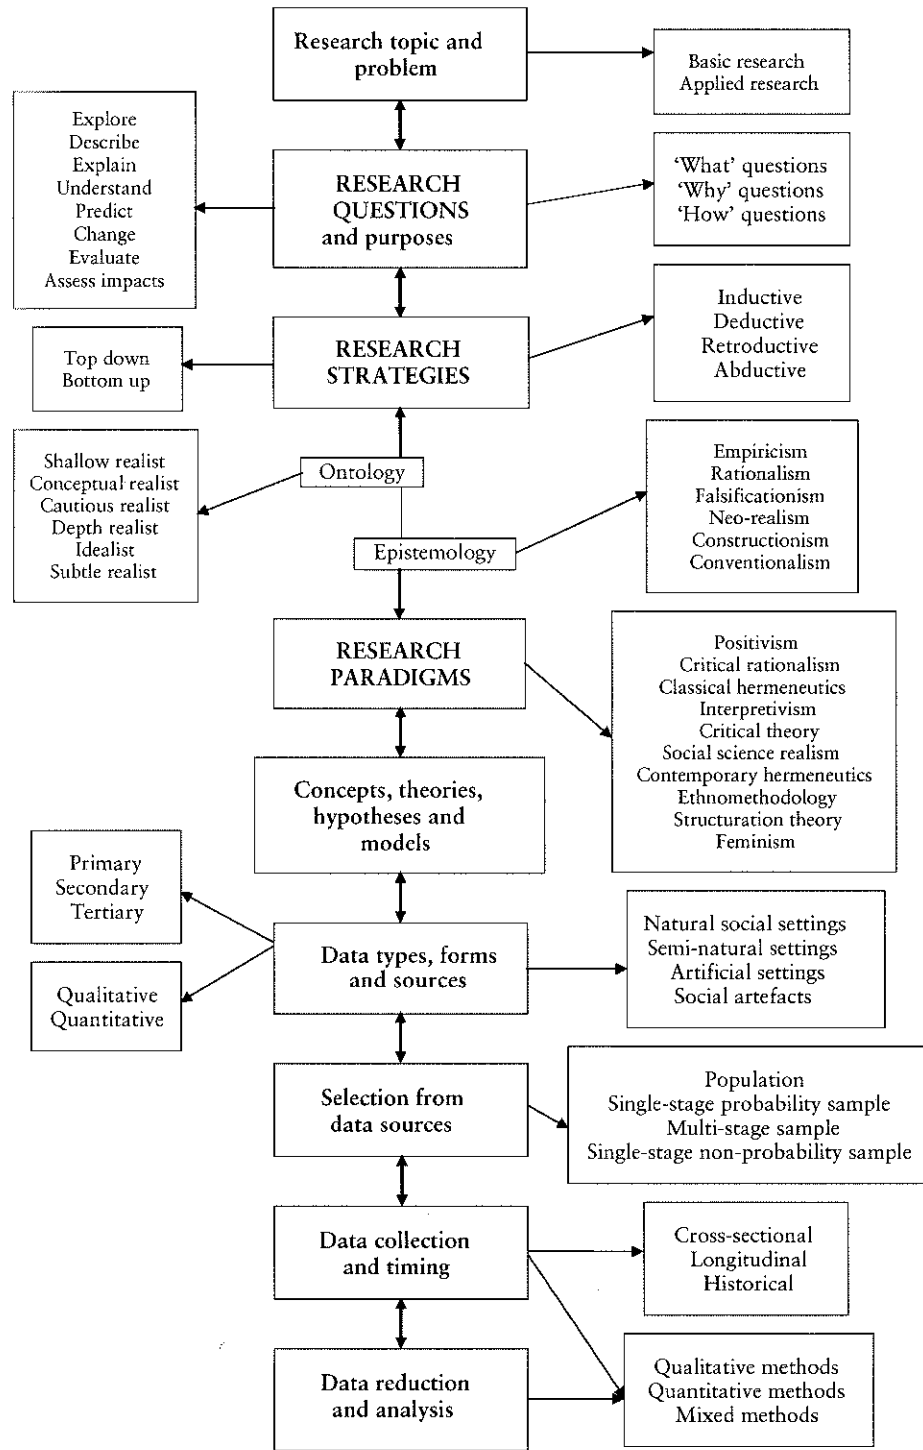 Research topic and
problem
Basic research
Applied research
Explore
Describe
Explain
Understand
Predict
Change
Evaluate
Assess impacts
RESEARCH
QUESTIONS
and purposes
‘What’ questions
‘Why’ questions
‘How’ questions
Top down
Bottom up
RESEARCH
STRATEGIES
Inductive
Deductive
Retroductive
Abductive
Shallow realist
Conceptual realist
Cautious realist
Depth realist
Idealist
Subtle realist
Ontology
Epistemology
Empiricism
Rationalism
Falsificationism
Neo-realism
Constructionism
Conventionalism
RESEARCH
PARADIGMS
Positivism
Critical rationalism
Classical hermeneutics
Interpretivism
Critical theory
Social science realism
Contemporary hermeneutics
Ethnomethodology
Structuration theory
Feminism
Concepts, theories,
hypotheses and
models
Primary
Secondary
Tertiary
Qualitative
Quantitative
Data types, forms
and sources
Natural social settings
Semi-natural settings
Artificial settings
Social artefacts
Selection from
data sources
Population
Single-stage probability sample
Multi-stage sample
Single-stage non-probability sample
Data collection
and timing
Cross-sectional
Longitudinal
Historical
Data reduction
and analysis
Qualitative methods
Quantitative methods
Mixed methods